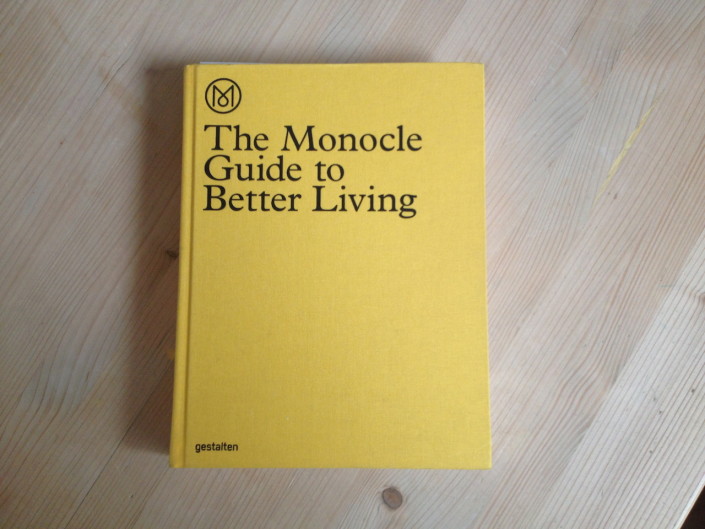 The Monocle
Guide to
Better Living
gestalten